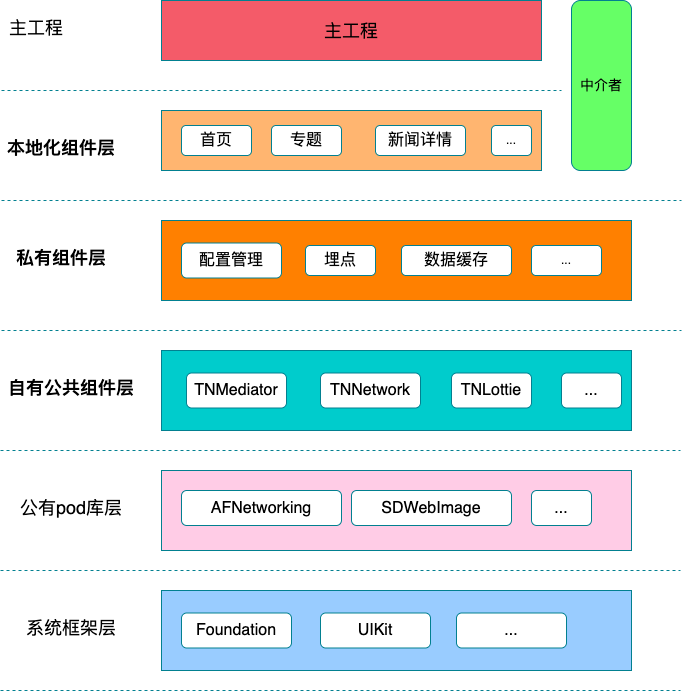 主工程
主工程
中介者
本地化组件层
首页
专题
新闻详情
...
私有组件层
配置管理
埋点
数据缓存
...
自有公共组件层
TNMediator
TNNetwork
TNLottie
...
公有pod库层
AFNetworking
SDWebImage
...
系统框架层
Foundation
UIKit
...